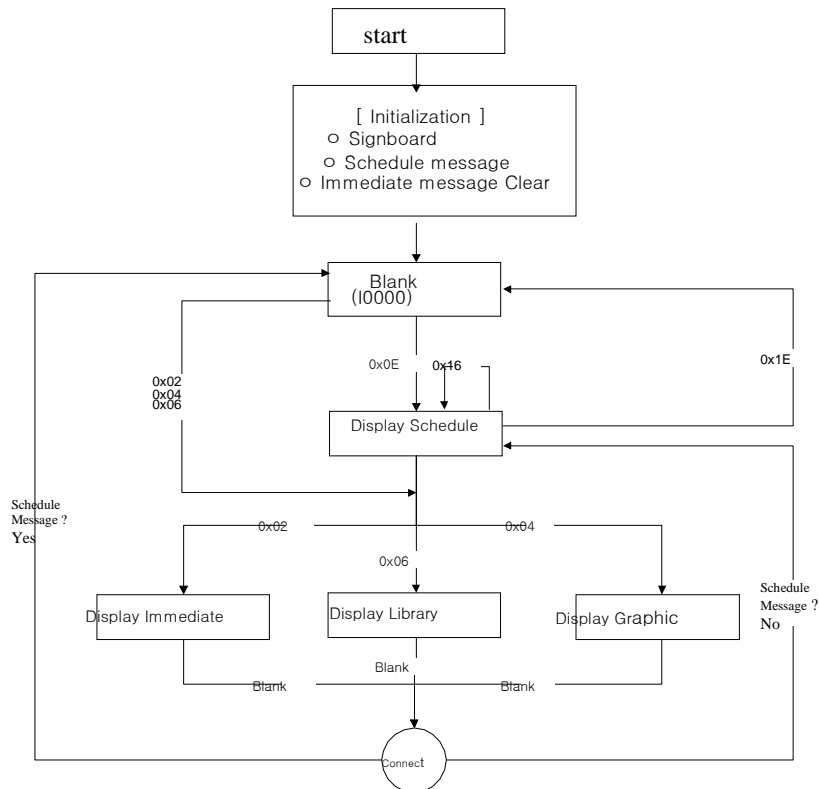 start
[ Initialization ]
o Signboard
o Schedule message
o Immediate message Clear
Blank
(I0000)
0x0E
0x16
0x1E
0x02
0x04
0x06
Display Schedule
Schedule
Message ?
Yes
0x02
0x04
0x06
Schedule
Message ?
No
Display Immediate
Display Library
Display Graphic
Blank
Blank
Blank
Connect